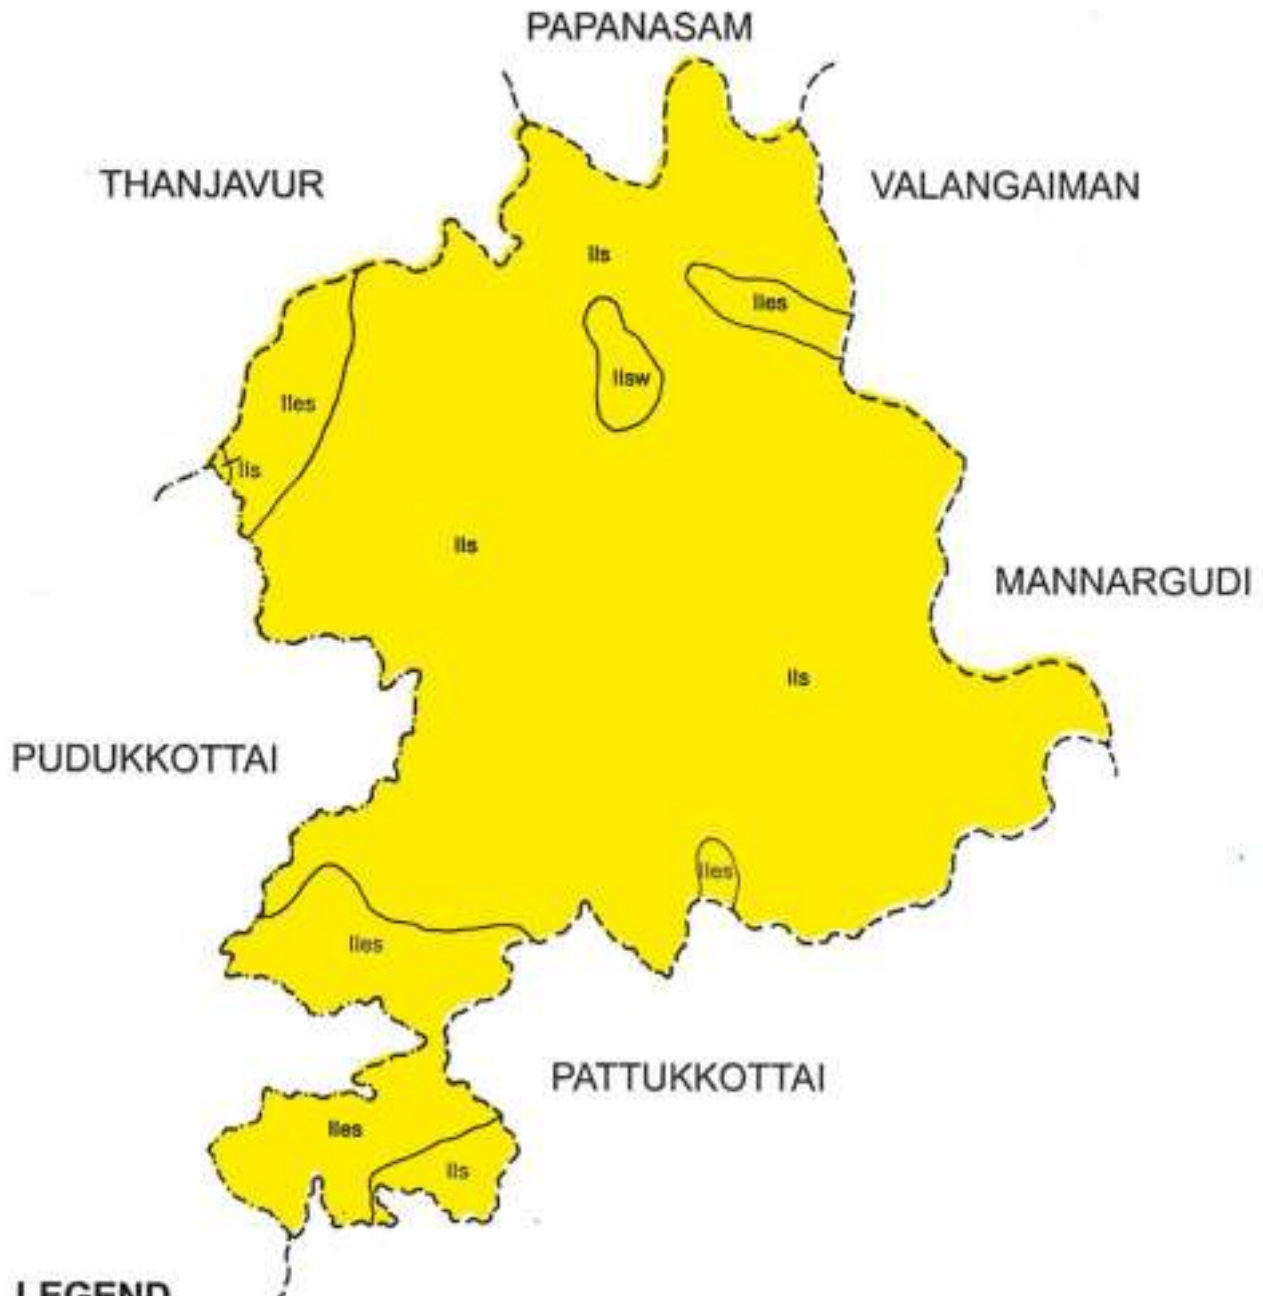 PAPANASAM
THANJAVUR
VALANGAIMAN
IIs
IIes
IIsw
IIes
IIs
IIs
MANNARGUDI
IIs
PUDUKKOTTAI
IIes
IIes
PATTUKKOTTAI
IIes
IIs
LEGEND